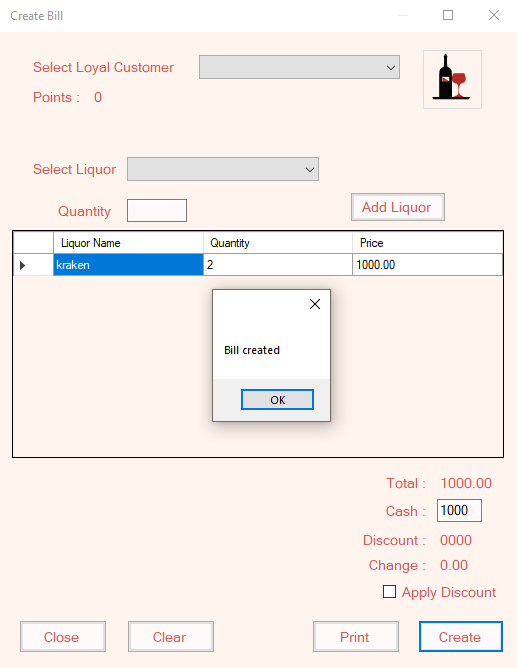 Create Bill
Select Loyal Customer
Points : 0
Select Liquor
Quantity
Add Liquor
Liquor Name Quantity Price
kraken 2 1000.00
Bill created
OK
Total : 1000.00
Cash : 1000
Discount : 0000
Change : 0.00
Apply Discount
Close Clear Print Create